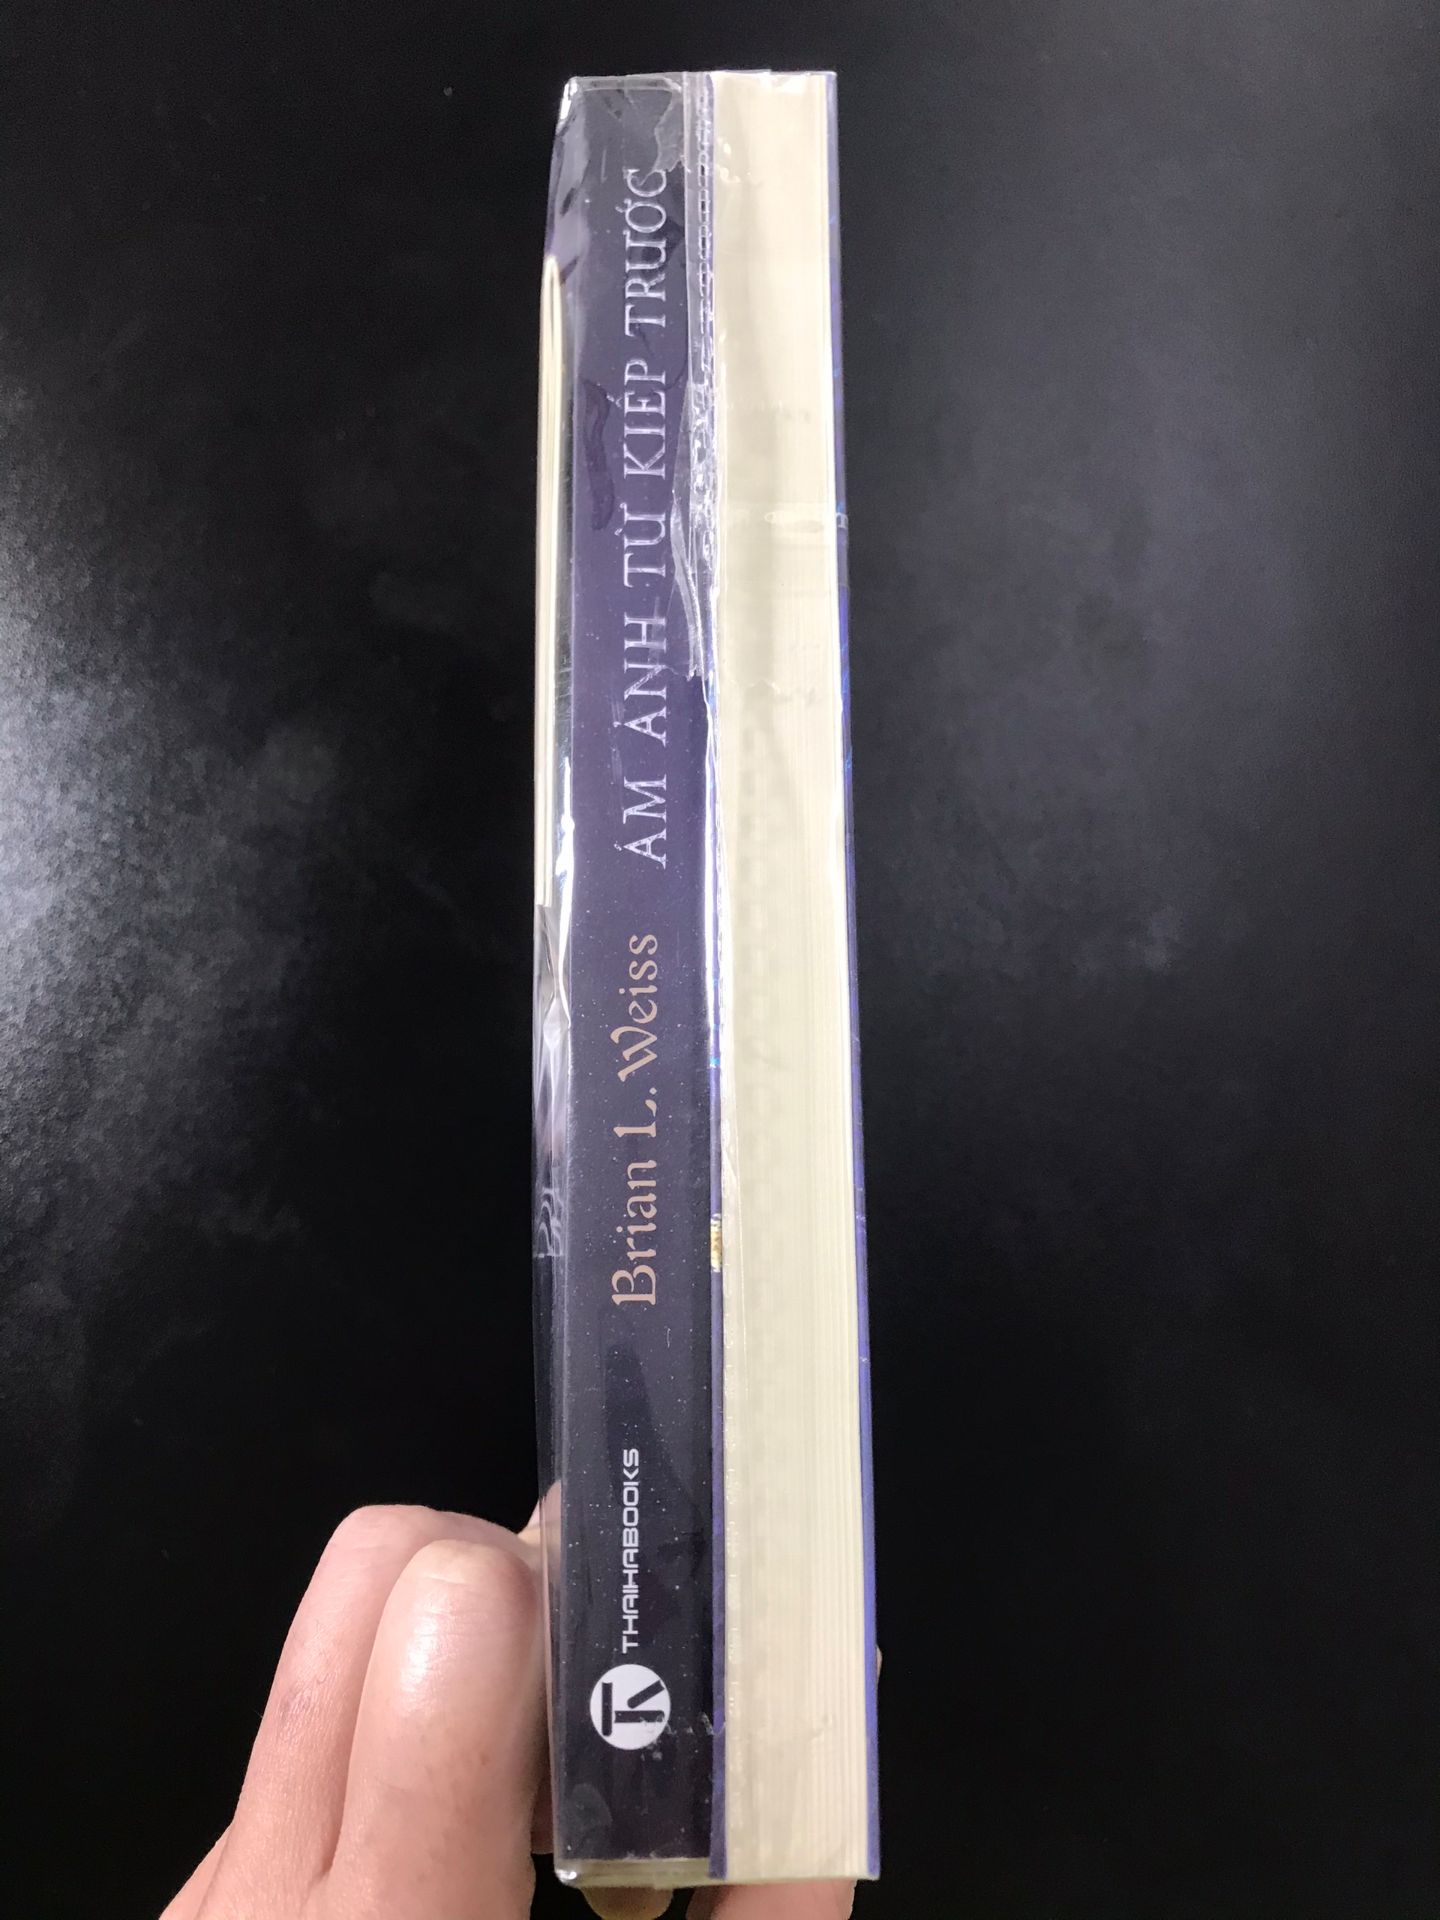 THAIHABOOKS
Brian L. Weiss
ÁM ẢNH TỪ KIẾP TRƯỚC